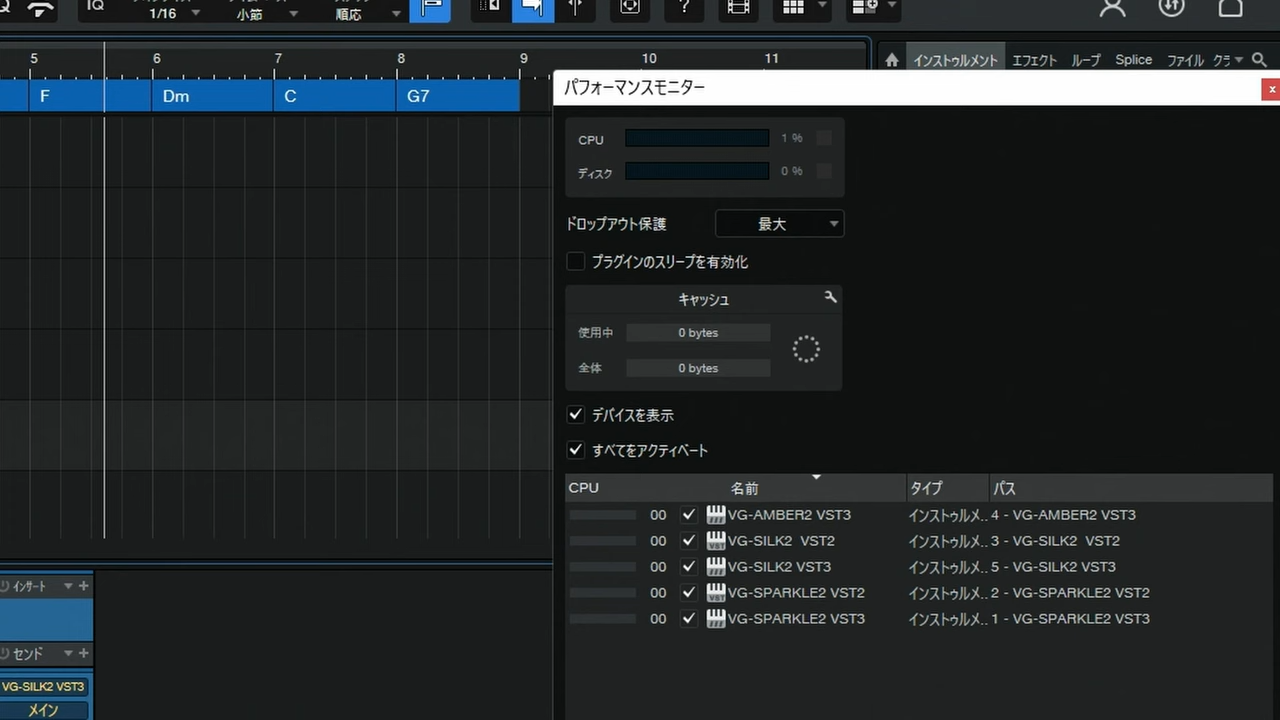 IQ
1/16
小節
順応
5 6 7 8 9 10 11
インストゥルメント エフェクト ループ Splice ファイル クラ
F Dm C G7
パフォーマンスモニター
CPU 1 %
ディスク 0 %
ドロップアウト保護 最大
プラグインのスリープを有効化
キャッシュ
使用中 0 bytes
全体 0 bytes
デバイスを表示
すべてをアクティベート
CPU 名前 タイプ パス
00 VG-AMBER2 VST3 インストゥルメ.. 4 - VG-AMBER2 VST3
00 VG-SILK2 VST2 インストゥルメ.. 3 - VG-SILK2 VST2
00 VG-SILK2 VST3 インストゥルメ.. 5 - VG-SILK2 VST3
00 VG-SPARKLE2 VST2 インストゥルメ.. 2 - VG-SPARKLE2 VST2
00 VG-SPARKLE2 VST3 インストゥルメ.. 1 - VG-SPARKLE2 VST3
インサート
センド
VG-SILK2 VST3
メイン